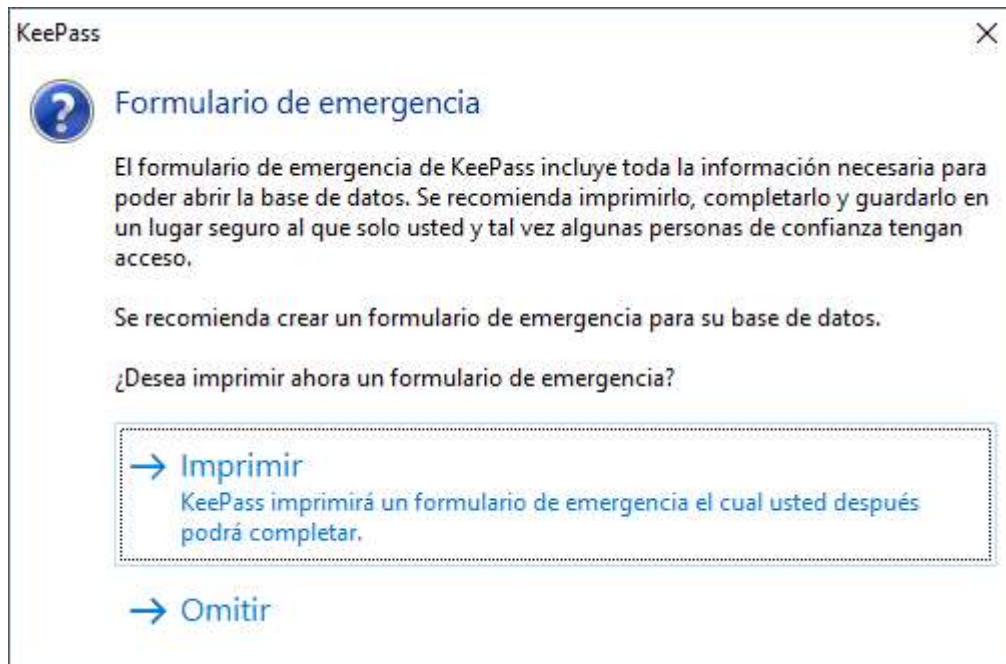 KeePass
Formulario de emergencia
El formulario de emergencia de KeePass incluye toda la información necesaria para
poder abrir la base de datos. Se recomienda imprimirlo, completarlo y guardarlo en
un lugar seguro al que solo usted y tal vez algunas personas de confianza tengan
acceso.
Se recomienda crear un formulario de emergencia para su base de datos.
¿Desea imprimir ahora un formulario de emergencia?
Imprimir
KeePass imprimirá un formulario de emergencia el cual usted después
podrá completar.
Omitir